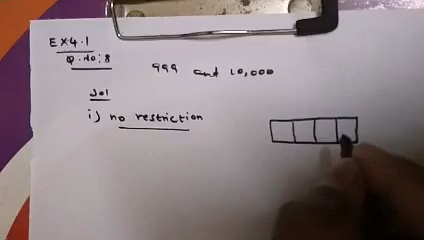 EX4.1
Q.No:8
999 and 10,000
Sol
i) no restriction